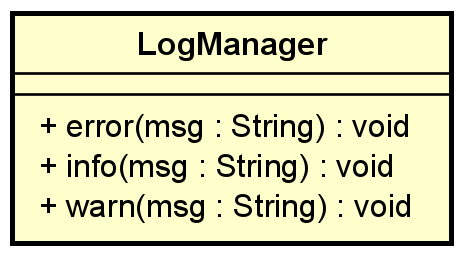 LogManager
+ error(msg : String) : void
+ info(msg : String) : void
+ warn(msg : String) : void